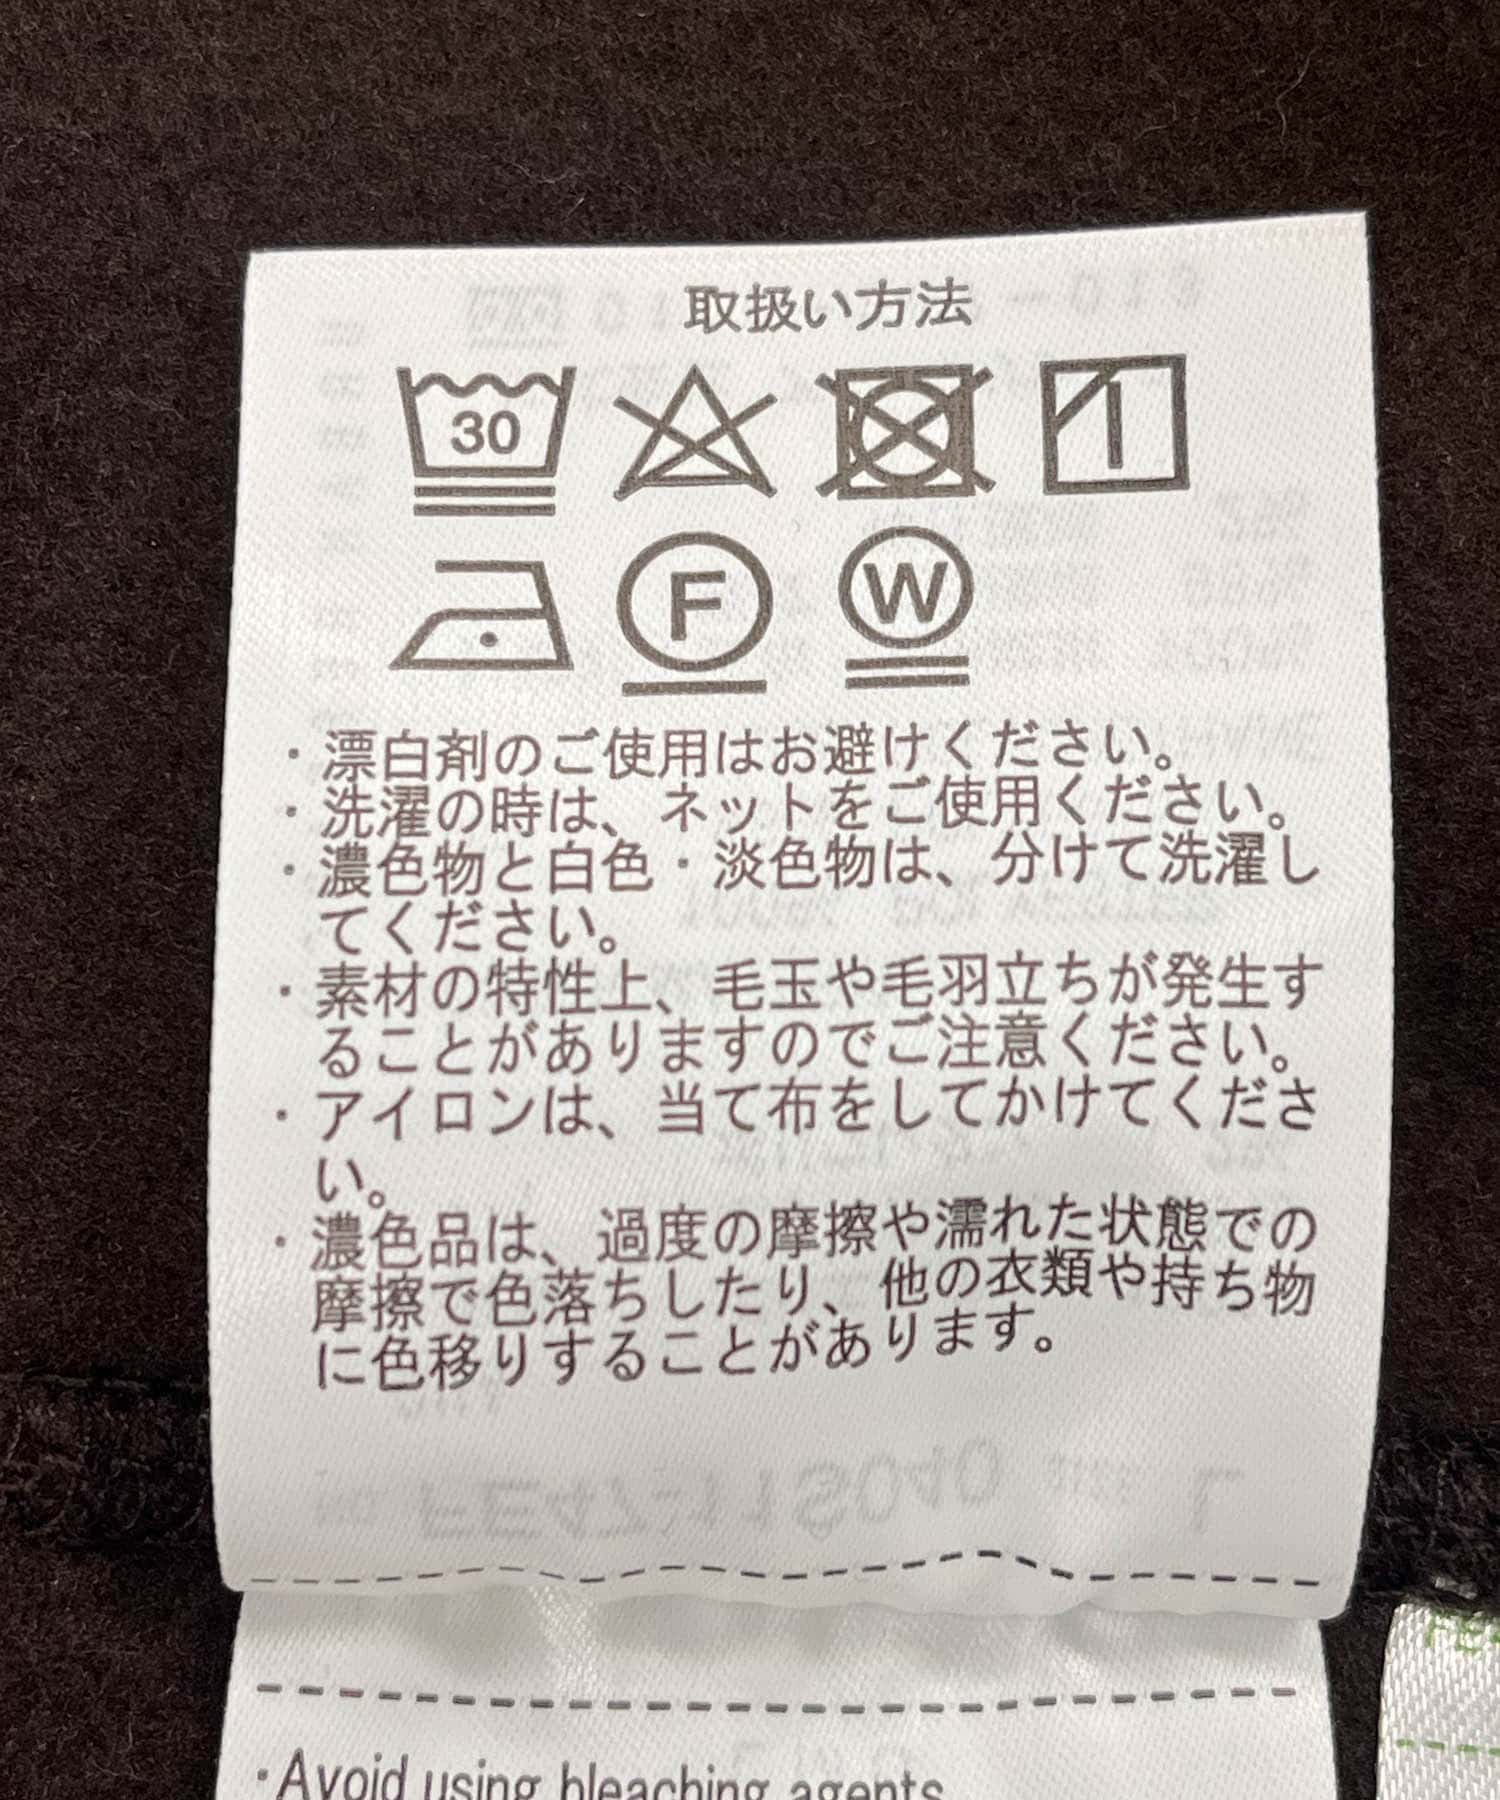 取扱い方法
30
F W
・漂白剤のご使用はお避けください。
・洗濯の時は、ネットをご使用ください。
・濃色物と白色・淡色物は、分けて洗濯し
てください。
・素材の特性上、毛玉や毛羽立ちが発生す
ることがありますのでご注意ください。
・アイロンは、当て布をしてかけてくださ
い。
・濃色品は、過度の摩擦や濡れた状態での
摩擦で色落ちしたり、他の衣類や持ち物
に色移りすることがあります。
FE47-11S040 L
・Avoid using bleaching agents